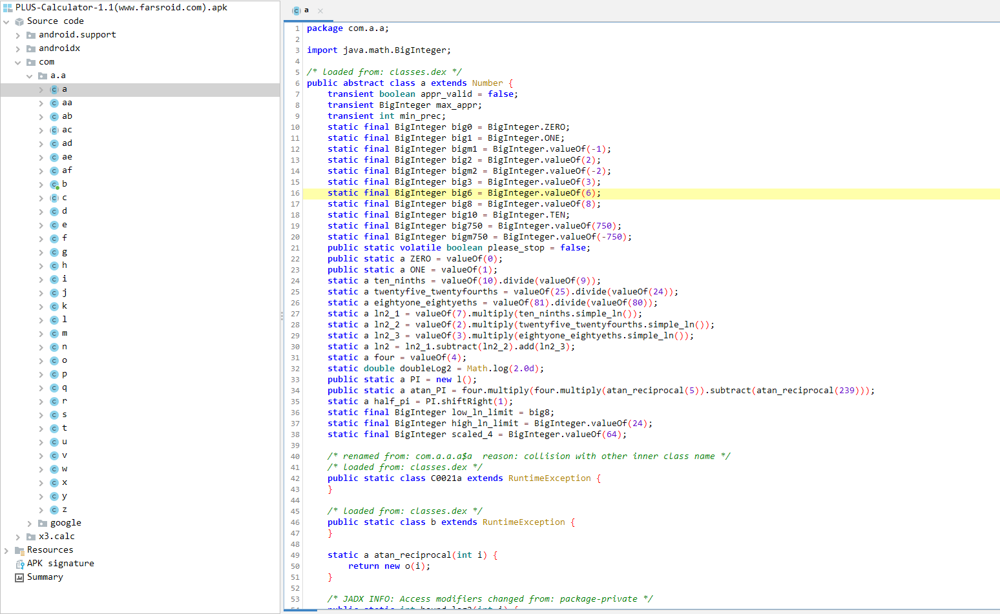 PLUS-Calculator-1.1(www.farsroid.com).apk
Source code
android.support
androidx
com
a.a
a
aa
ab
ac
ad
ae
af
b
c
d
e
f
g
h
i
j
k
l
m
n
o
p
q
r
s
t
u
v
w
x
y
z
google
x3.calc
Resources
APK signature
Summary
a
1 package com.a.a;
2
3 import java.math.BigInteger;
4
5 /* loaded from: classes.dex */
6 public abstract class a extends Number {
7 transient boolean appr_valid = false;
8 transient BigInteger max_appr;
9 transient int min_prec;
10 static final BigInteger big0 = BigInteger.ZERO;
11 static final BigInteger big1 = BigInteger.ONE;
12 static final BigInteger bigm1 = BigInteger.valueOf(-1);
13 static final BigInteger big2 = BigInteger.valueOf(2);
14 static final BigInteger bigm2 = BigInteger.valueOf(-2);
15 static final BigInteger big3 = BigInteger.valueOf(3);
16 static final BigInteger big6 = BigInteger.valueOf(6);
17 static final BigInteger big8 = BigInteger.valueOf(8);
18 static final BigInteger big10 = BigInteger.TEN;
19 static final BigInteger big750 = BigInteger.valueOf(750);
20 static final BigInteger bigm750 = BigInteger.valueOf(-750);
21 public static volatile boolean please_stop = false;
22 public static a ZERO = valueOf(0);
23 public static a ONE = valueOf(1);
24 static a ten_ninths = valueOf(10).divide(valueOf(9));
25 static a twentyfive_twentyfourths = valueOf(25).divide(valueOf(24));
26 static a eightyone_eightyeths = valueOf(81).divide(valueOf(80));
27 static a ln2_1 = valueOf(7).multiply(ten_ninths.simple_ln());
28 static a ln2_2 = valueOf(2).multiply(twentyfive_twentyfourths.simple_ln());
29 static a ln2_3 = valueOf(3).multiply(eightyone_eightyeths.simple_ln());
30 static a ln2 = ln2_1.subtract(ln2_2).add(ln2_3);
31 static a four = valueOf(4);
32 static double doubleLog2 = Math.log(2.0d);
33 public static a PI = new l();
34 public static a atan_PI = four.multiply(four.multiply(atan_reciprocal(5)).subtract(atan_reciprocal(239)));
35 static a half_pi = PI.shiftRight(1);
36 static final BigInteger low_ln_limit = big8;
37 static final BigInteger high_ln_limit = BigInteger.valueOf(24);
38 static final BigInteger scaled_4 = BigInteger.valueOf(64);
39
40 /* renamed from: com.a.a.a$a reason: collision with other inner class name */
41 /* loaded from: classes.dex */
42 public static class C0021a extends RuntimeException {
43 }
44
45 /* loaded from: classes.dex */
46 public static class b extends RuntimeException {
47 }
48
49 static a atan_reciprocal(int i) {
50 return new o(i);
51 }
52
53 /* JADX INFO: Access modifiers changed from: package-private */
54 public static int bound_log2(int i) {